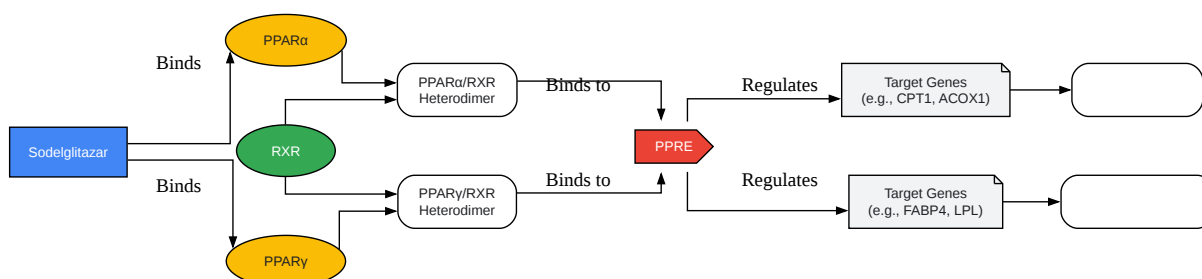 Sodelglitazar
Binds
Binds
PPARα
RXR
PPARγ
PPARα/RXR
Heterodimer
PPARγ/RXR
Heterodimer
Binds to
Binds to
PPRE
Regulates
Regulates
Target Genes
(e.g., CPT1, ACOX1)
Target Genes
(e.g., FABP4, LPL)